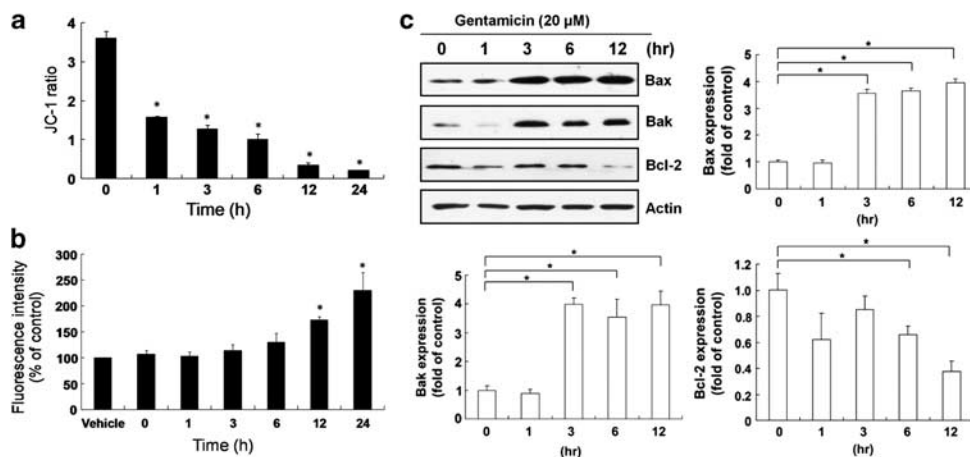 a
JC-1 ratio
4
3
2
1
0
* * * * *
0 1 3 6 12 24
Time (h)
b
Fluorescence intensity
(% of control)
300
250
200
150
100
50
0
* *
Vehicle 0 1 3 6 12 24
Time (h)
c
Gentamicin (20 μM)
0 1 3 6 12 (hr)
Bax
Bak
Bcl-2
Actin
Bax expression
(fold of control)
5
4
3
2
1
0
*
*
*
0 1 3 6 12
(hr)
Bak expression
(fold of control)
5
4
3
2
1
0
*
*
*
0 1 3 6 12
(hr)
Bcl-2 expression
(fold of control)
1.2
1.0
0.8
0.6
0.4
0.2
0
*
*
0 1 3 6 12
(hr)